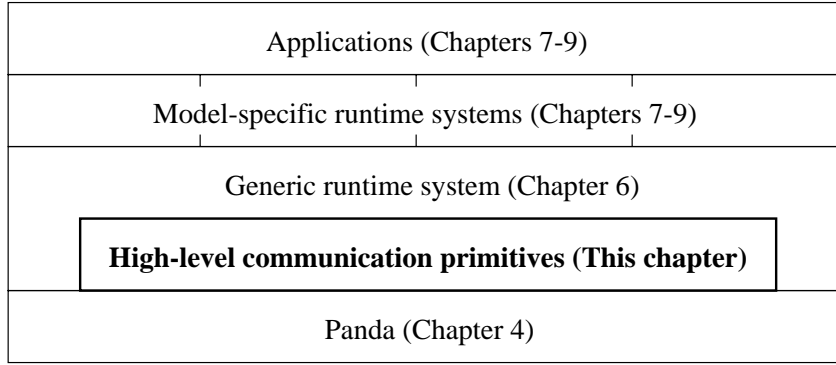 Applications (Chapters 7-9)
Model-specific runtime systems (Chapters 7-9)
Generic runtime system (Chapter 6)
High-level communication primitives (This chapter)
Panda (Chapter 4)